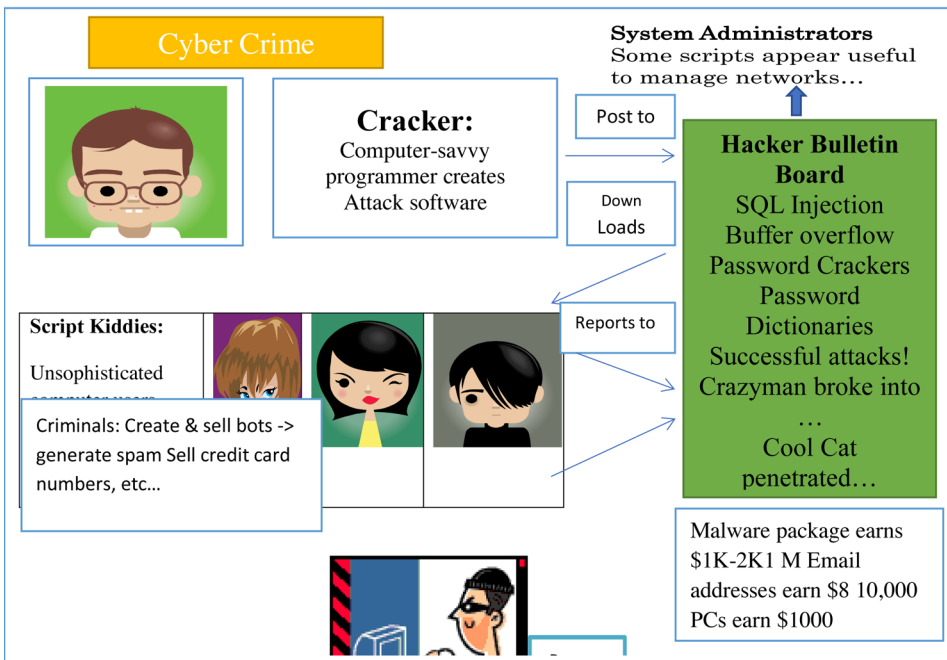 Cyber Crime
System Administrators
Some scripts appear useful
to manage networks…
Cracker:
Computer-savvy
programmer creates
Attack software
Post to
Down
Loads
Hacker Bulletin
Board
SQL Injection
Buffer overflow
Password Crackers
Password
Dictionaries
Successful attacks!
Crazyman broke into
…
Cool Cat
penetrated…
Reports to
Script Kiddies:
Unsophisticated
Criminals: Create & sell bots ->
generate spam Sell credit card
numbers, etc…
Malware package earns
$1K-2K1 M Email
addresses earn $8 10,000
PCs earn $1000